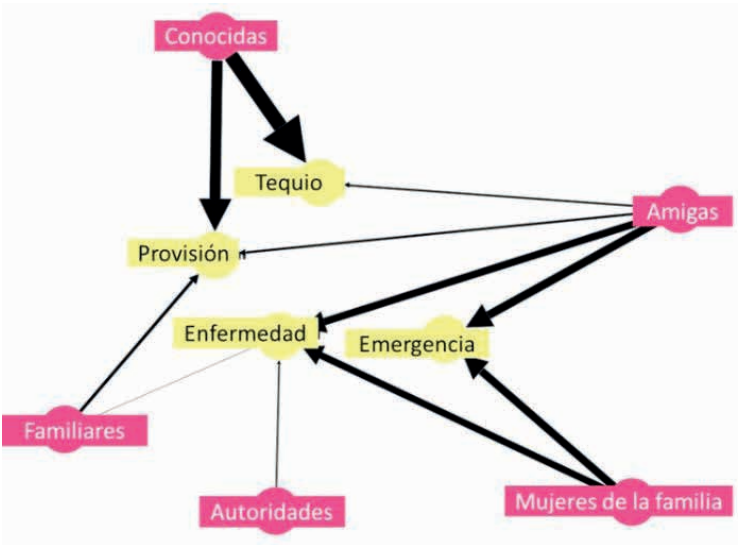 Conocidas
Tequio
Amigas
Provisión
Enfermedad
Emergencia
Familiares
Autoridades
Mujeres de la familia